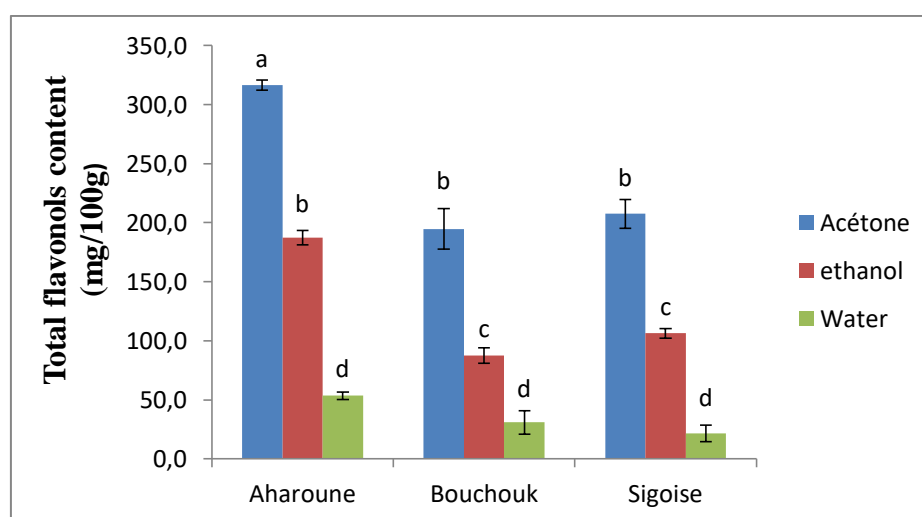 Total flavonols content
(mg/100g)
350,0
300,0
250,0
200,0
150,0
100,0
50,0
0,0
a
b
d
b
c
d
b
c
d
Aharoune
Bouchouk
Sigoise
Acétone
ethanol
Water